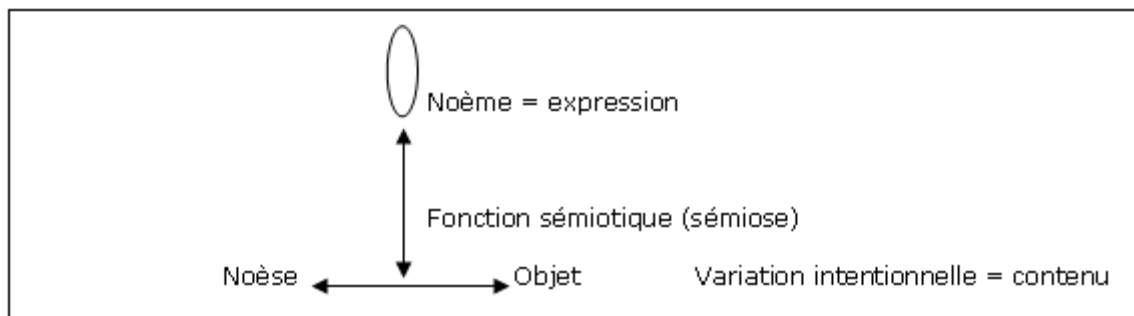 Noème = expression
Fonction sémiotique (sémiose)
Noèse Objet Variation intentionnelle = contenu